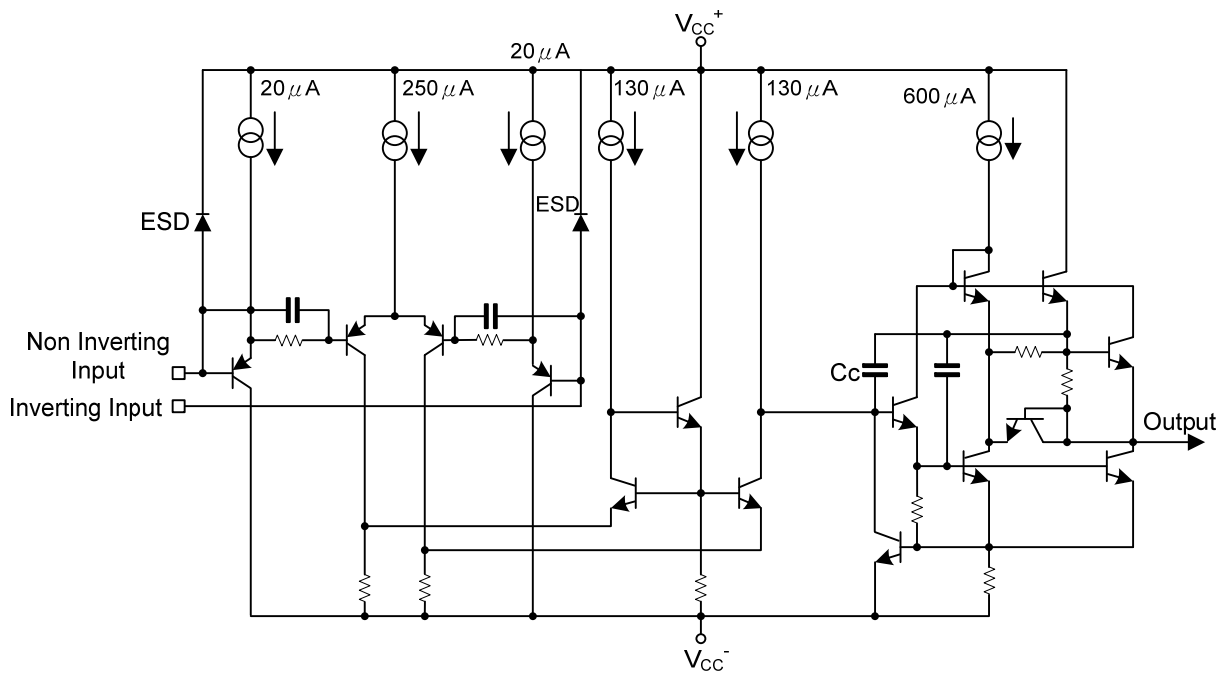 VCC+
20μA
20μA
250μA
130μA
130μA
600μA
ESD
ESD
Non Inverting
Input
Inverting Input
Cc
Output
VCC-